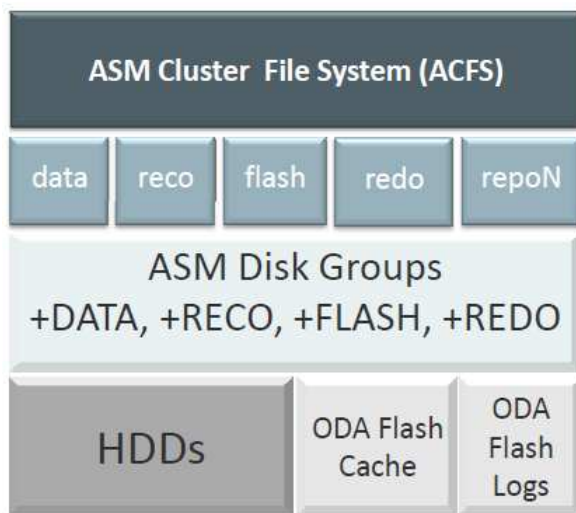 ASM Cluster File System (ACFS)
data
reco
flash
redo
repoN
ASM Disk Groups
+DATA, +RECO, +FLASH, +REDO
HDDs
ODA Flash
Cache
ODA
Flash
Logs